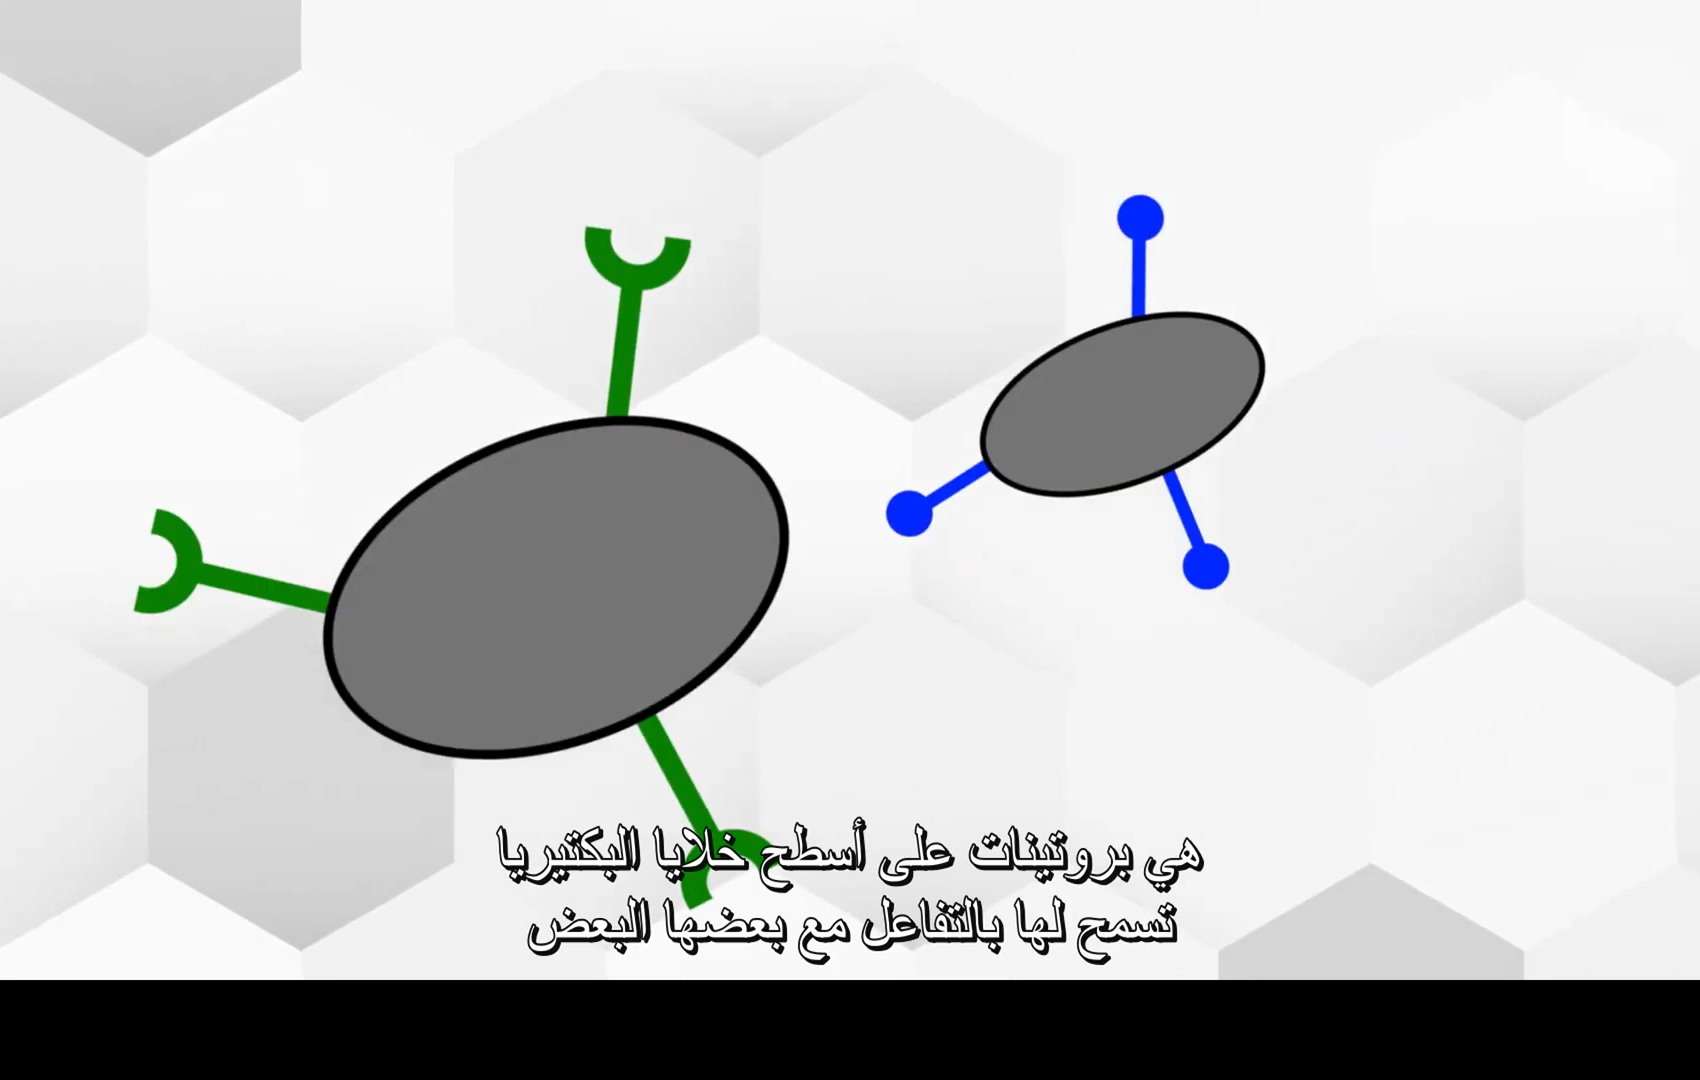 هي بروتينات على أسطح خلايا البكتيريا
تسمح لها بالتفاعل مع بعضها البعض